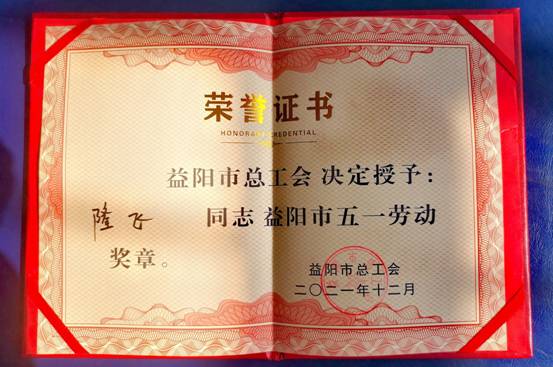 荣誉证书
HONORARY CREDENTIAL
益阳市总工会 决定授予：
隆飞 同志 益阳市五一劳动
奖章。
益阳市总工会
二〇二一年十二月